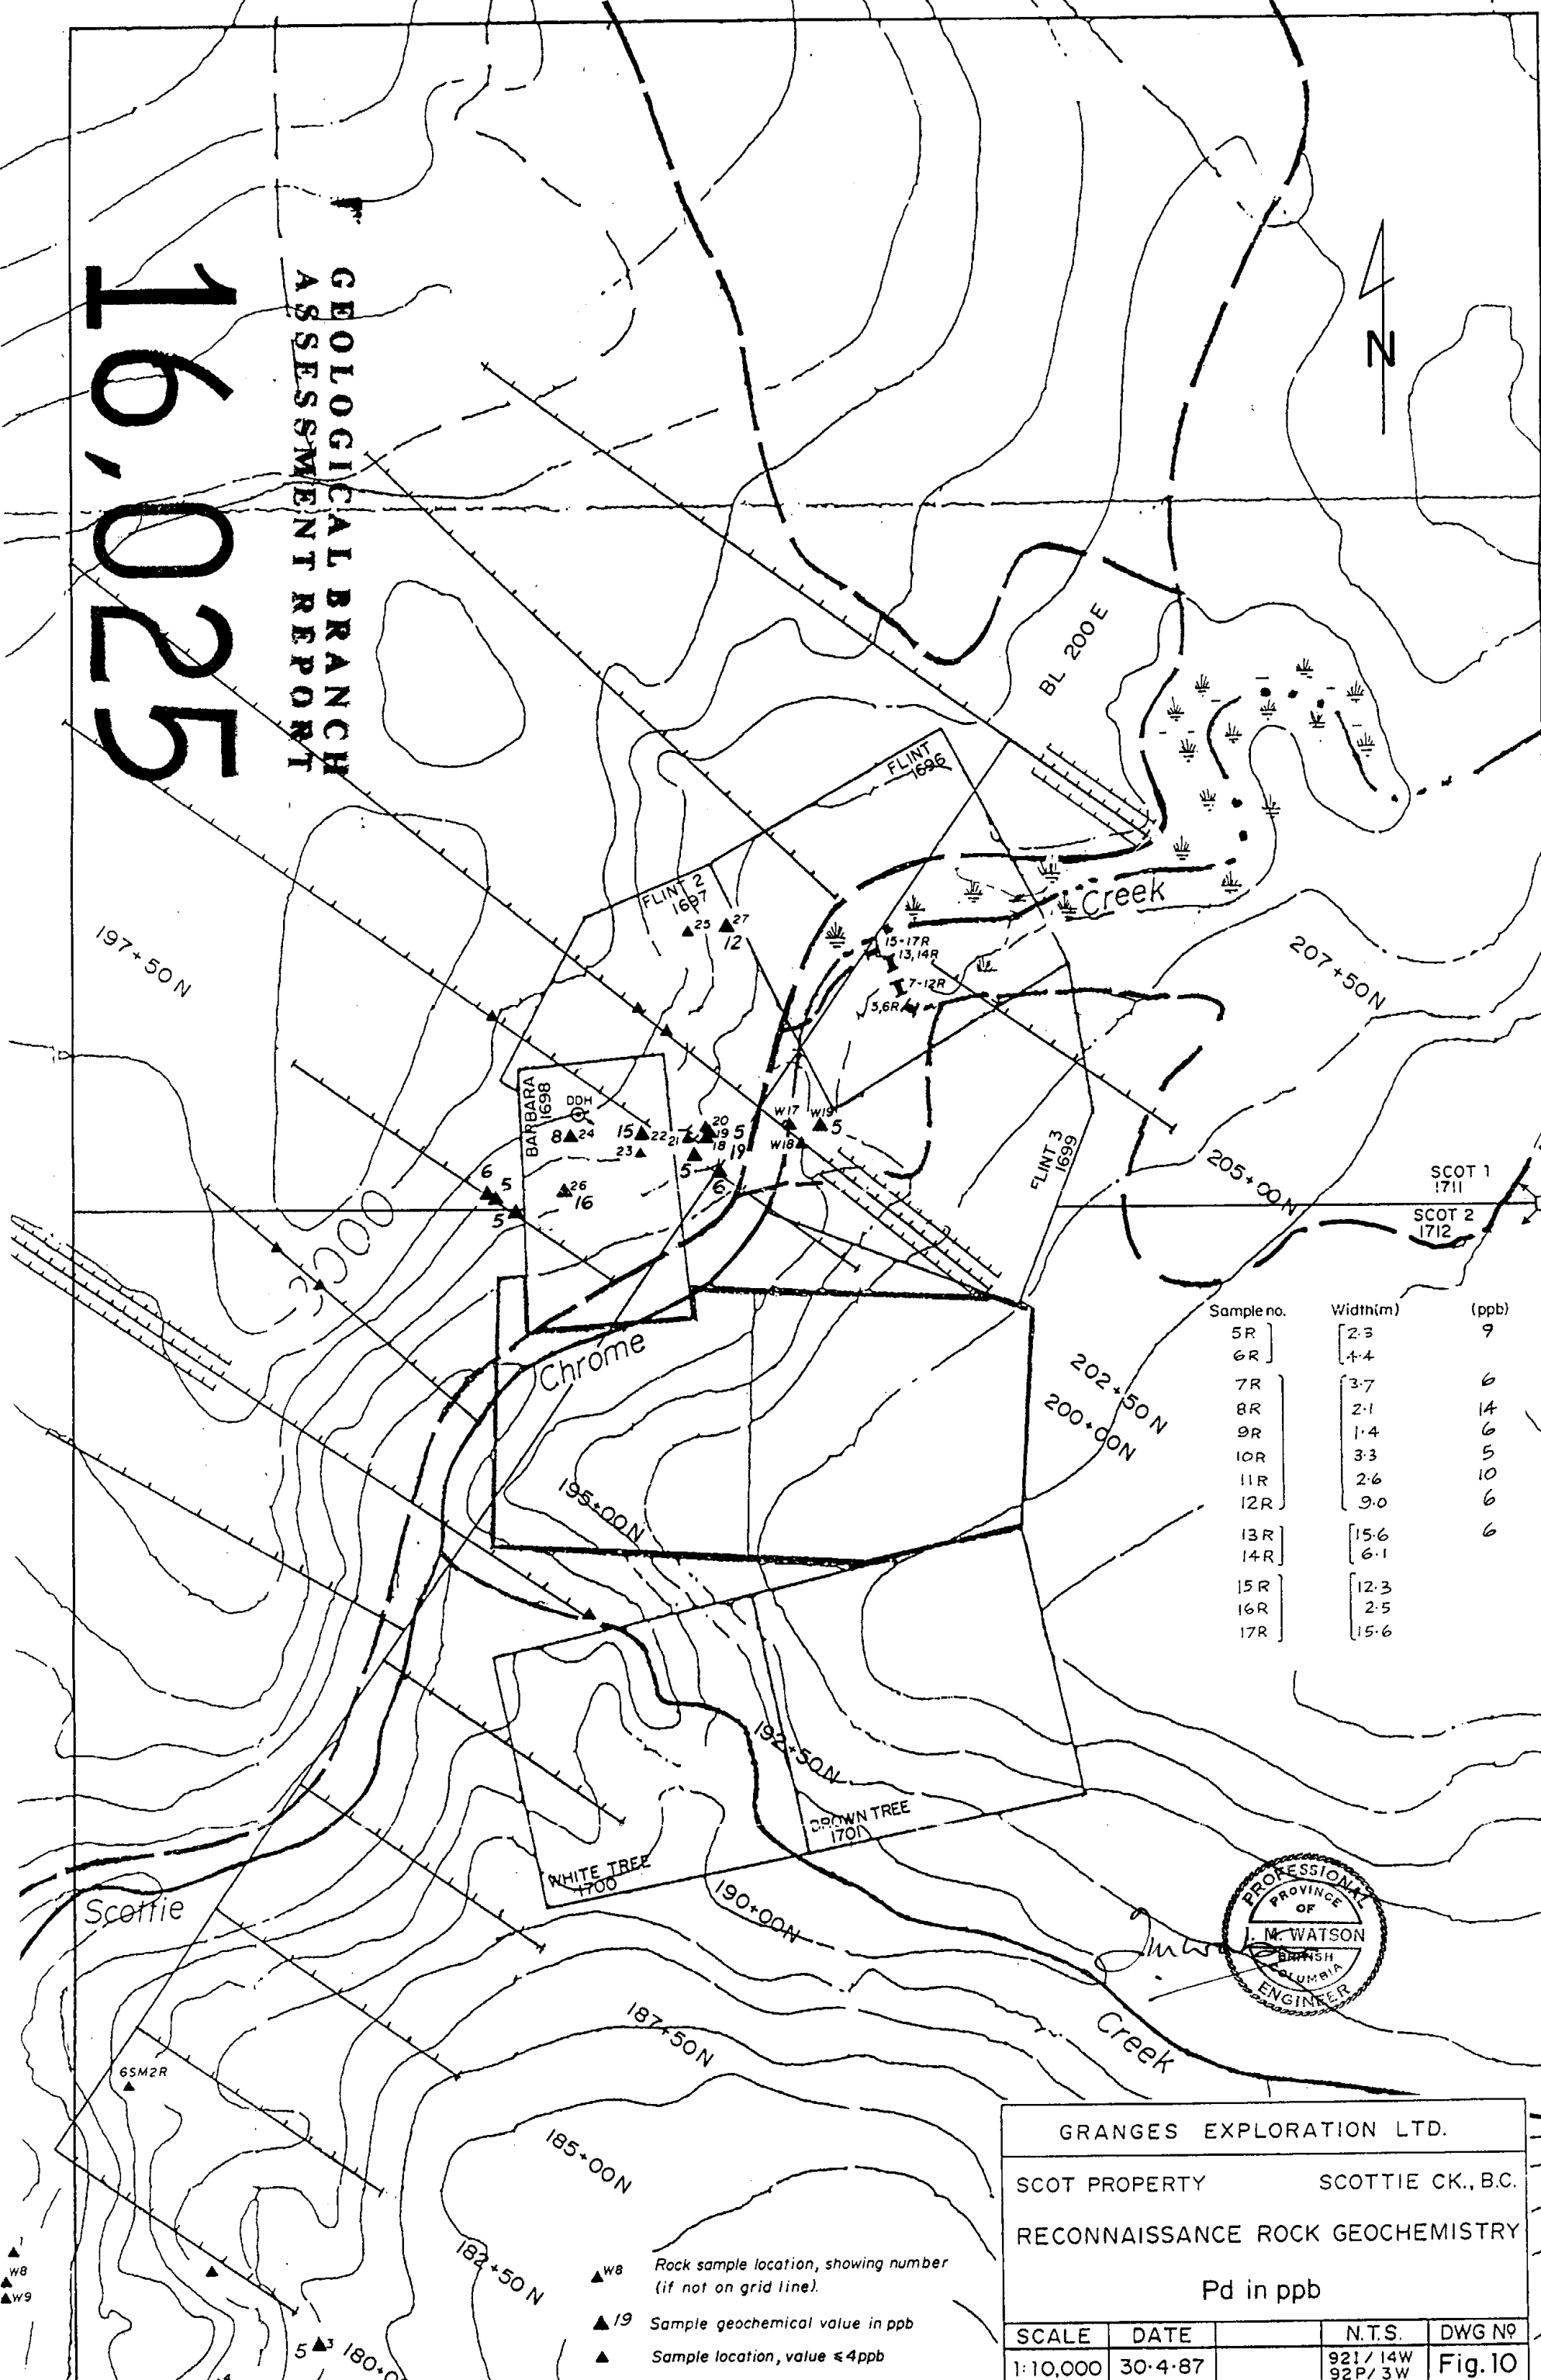 GEOLOGICAL BRANCH
ASSESSMENT REPORT
16,025
N
BL 200E
FLINT
1696
FLINT 2
1697
25
27
12
Creek
15-17R
13,14R
7-12R
5,6R
197+50N
207+50N
BARBARA
1698
DDH
8 24
15 22
23
21
20
19 5
18
19
5
6
W17
W19
5
W18
6
5
5
26
16
FLINT 3
1699
205+00N
SCOT 1
1711
SCOT 2
1712
3000
Chrome
202+50N
200+00N
195+00N
Sample no. Width(m) (ppb)
5R 2.3 9
6R 4.4
7R 3.7 6
8R 2.1 14
9R 1.4 6
10R 3.3 5
11R 2.6 10
12R 9.0 6
13R 15.6 6
14R 6.1
15R 12.3
16R 2.5
17R 15.6
192+50N
BROWN TREE
1701
WHITE TREE
1700
Scottie
190+00N
PROFESSIONAL
PROVINCE
OF
J. M. WATSON
BRITISH
COLUMBIA
ENGINEER
187+50N
Creek
6SM2R
185+00N
182+50N
1
W8
W9
5 3
W8 Rock sample location, showing number
(if not on grid line).
19 Sample geochemical value in ppb
Sample location, value ≤4ppb
GRANGES EXPLORATION LTD.
SCOT PROPERTY SCOTTIE CK., B.C.
RECONNAISSANCE ROCK GEOCHEMISTRY
Pd in ppb
SCALE DATE N.T.S. DWG Nº
1:10,000 30·4·87 92I/14W Fig. 10
92P/3W